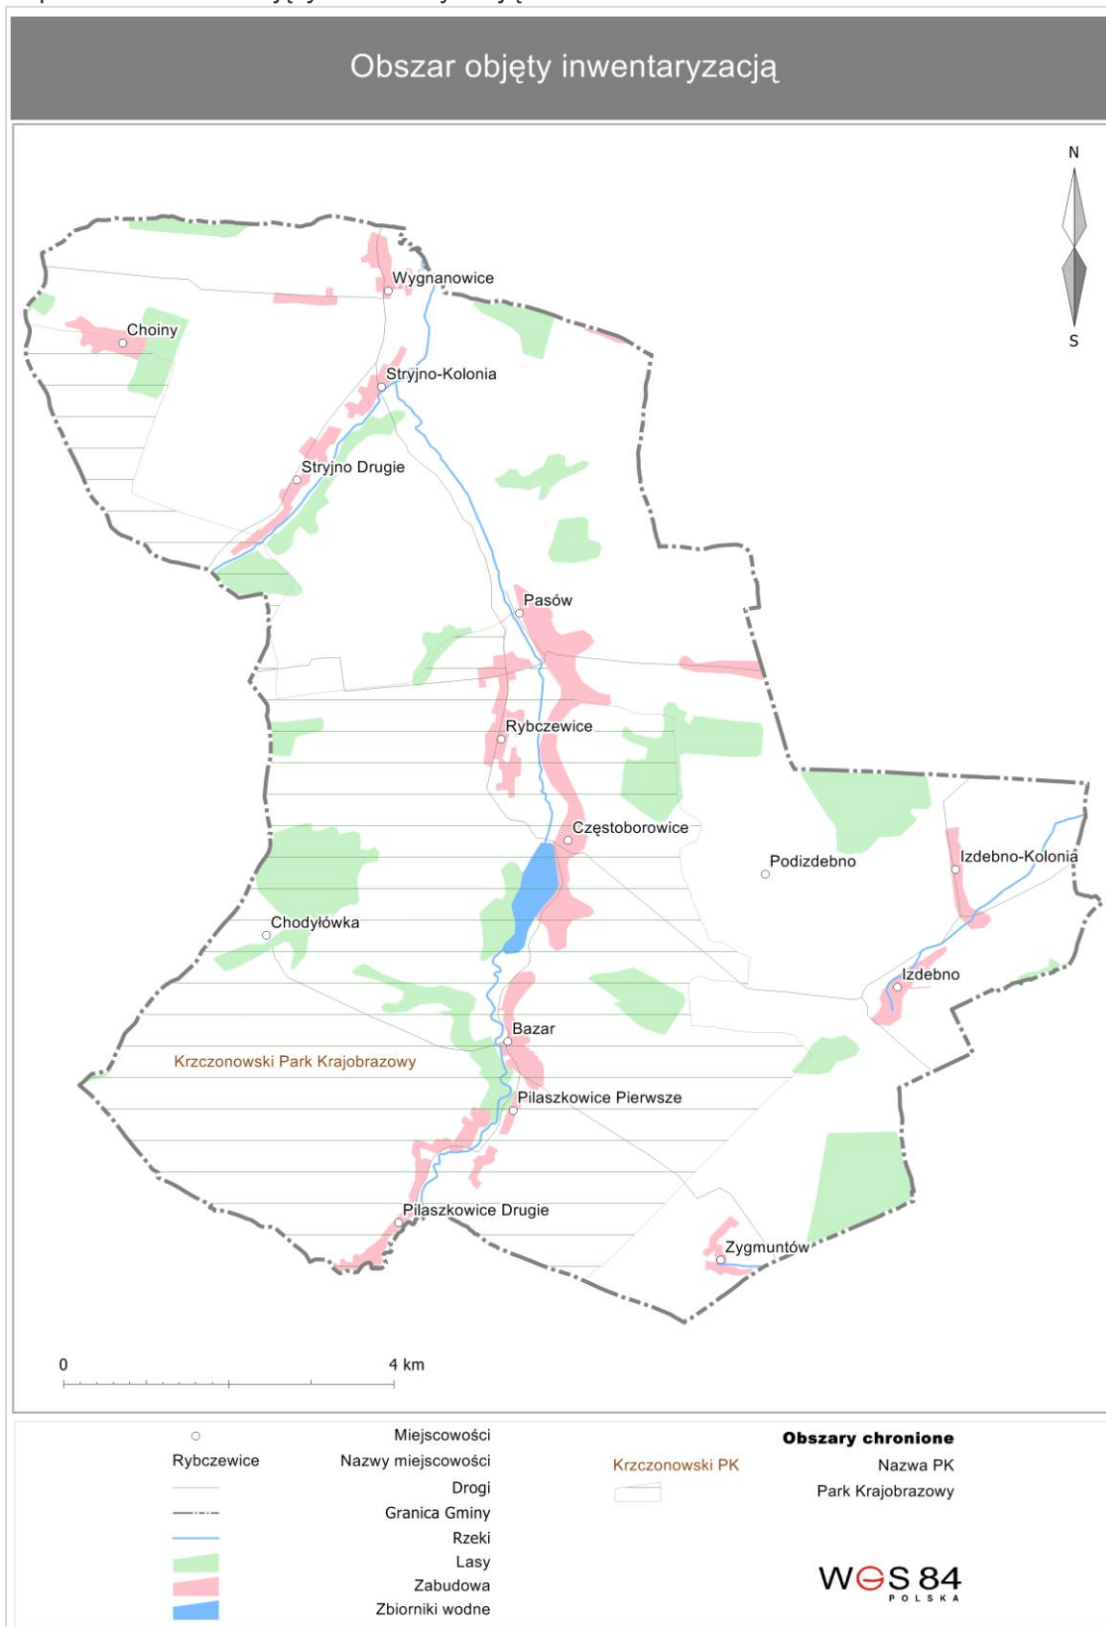 Obszar objęty inwentaryzacją
N
S
Wygnanowice
Choiny
Stryjno-Kolonia
Stryjno Drugie
Pasów
Rybczewice
Częstoborowice
Podizdebno
Izdebno-Kolonia
Chodyłówka
Izdebno
Bazar
Krzczonowski Park Krajobrazowy
Pilaszkowice Pierwsze
Pilaszkowice Drugie
Zygmuntów
0 4 km
Miejscowości
Rybczewice Nazwy miejscowości
Drogi
Granica Gminy
Rzeki
Lasy
Zabudowa
Zbiorniki wodne
Obszary chronione
Krzczonowski PK Nazwa PK
Park Krajobrazowy
WGS 84
POLSKA